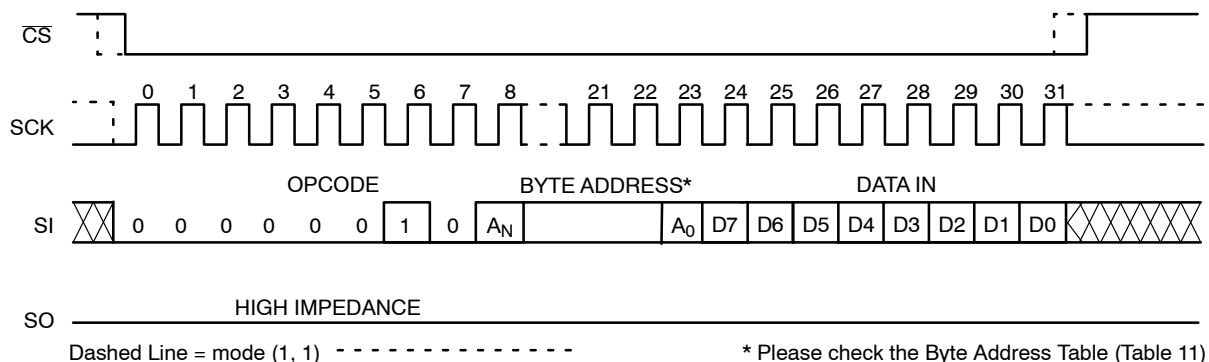 CS
0 1 2 3 4 5 6 7 8 21 22 23 24 25 26 27 28 29 30 31
SCK
OPCODE BYTE ADDRESS* DATA IN
SI 0 0 0 0 0 0 1 0 AN A0 D7 D6 D5 D4 D3 D2 D1 D0
HIGH IMPEDANCE
SO
Dashed Line = mode (1, 1) * Please check the Byte Address Table (Table 11)